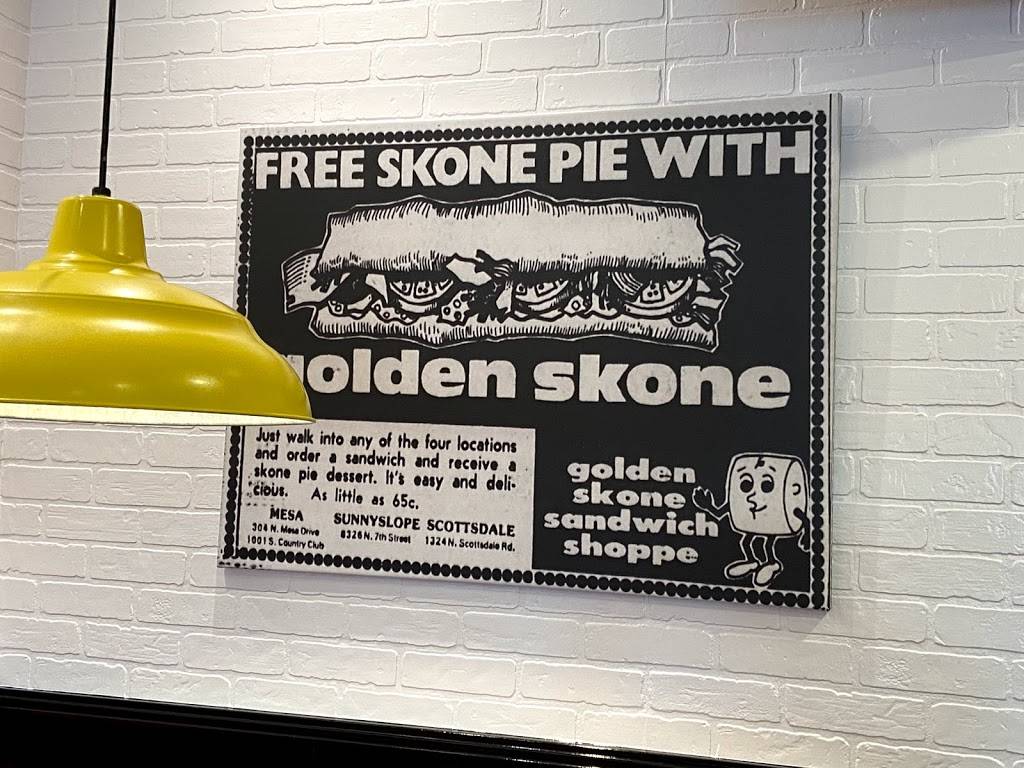 FREE SKONE PIE WITH
golden skone
Just walk into any of the four locations
and order a sandwich and receive a
skone pie dessert. It's easy and deli-
cious. As little as 65c.
MESA
304 N. Mesa Drive
1001 S. Country Club
SUNNYSLOPE
8326 N. 7th Street
SCOTTSDALE
1324 N. Scottsdale Rd.
golden
skone
sandwich
shoppe